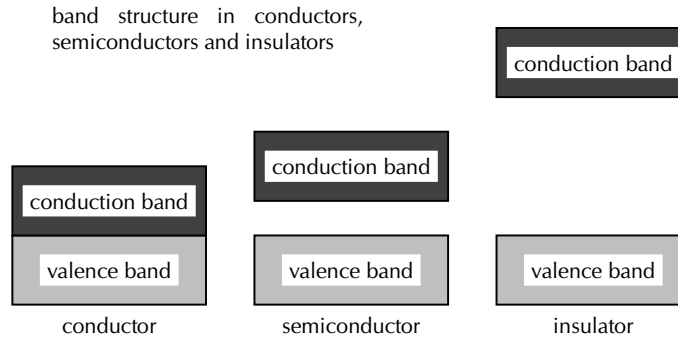 band structure in conductors,
semiconductors and insulators
conduction band
conduction band
conduction band
valence band
valence band
valence band
conductor
semiconductor
insulator